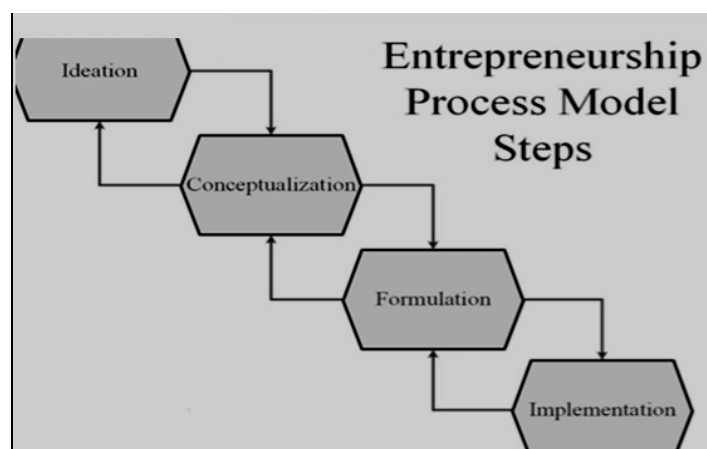 Entrepreneurship
Process Model
Steps
Ideation
Conceptualization
Formulation
Implementation